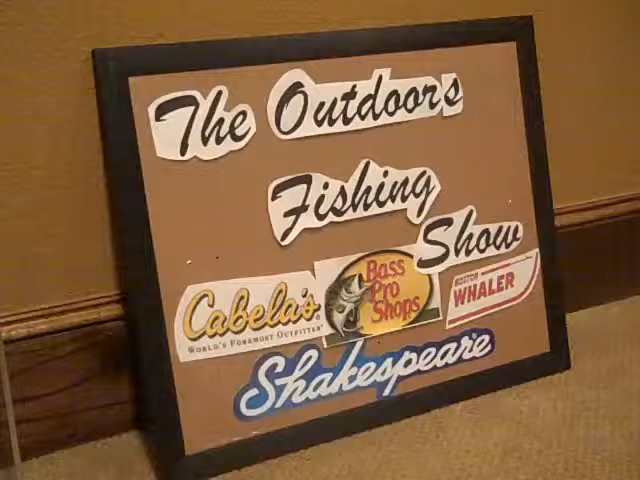 The Outdoors
Fishing
Show
Cabela's
WORLD'S FOREMOST OUTFITTER
Bass
Pro
Shops
BOSTON
WHALER
Shakespeare